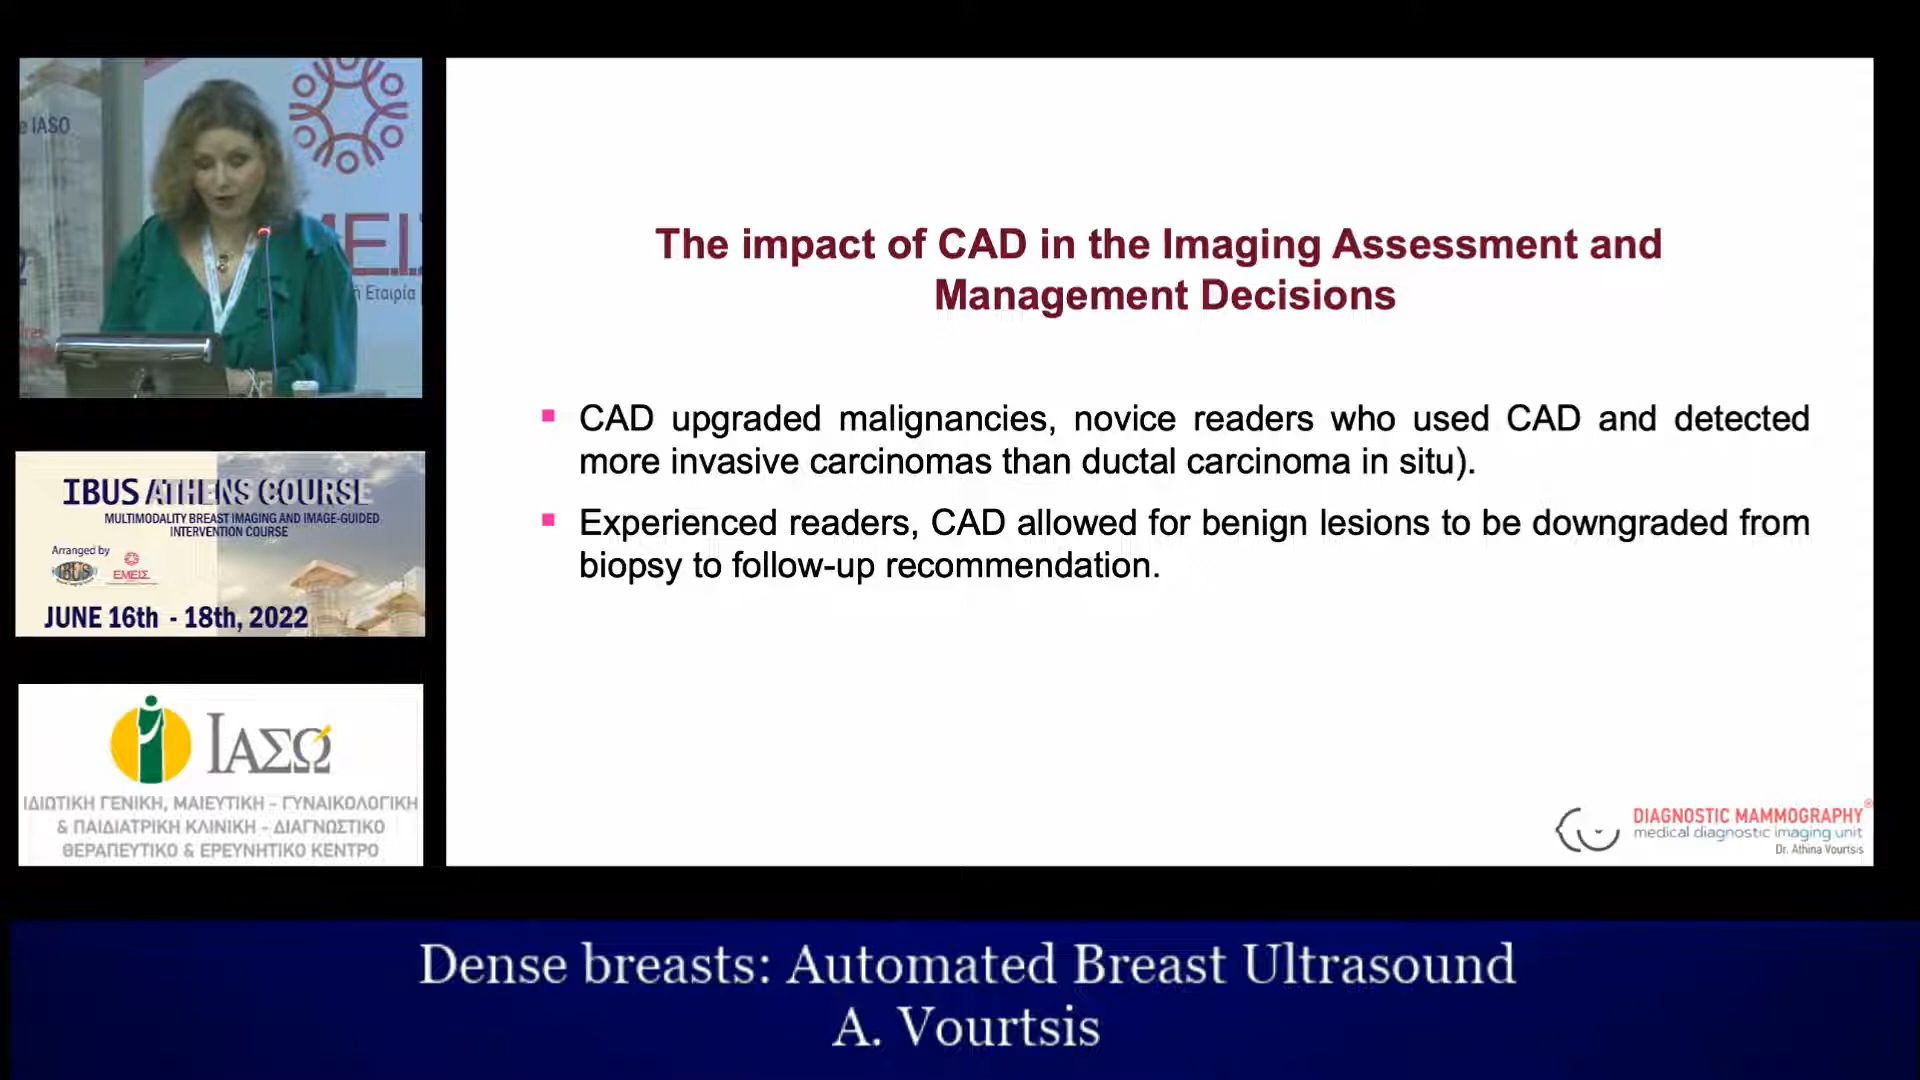 e IASO
ΜΕΙΣ
ή Εταιρία
IBUS ATHENS COURSE
MULTIMODALITY BREAST IMAGING AND IMAGE-GUIDED
INTERVENTION COURSE
Arranged by
IBUS
ΕΜΕΙΣ
JUNE 16th - 18th, 2022
ΙΑΣΩ
ΙΔΙΩΤΙΚΗ ΓΕΝΙΚΗ, ΜΑΙΕΥΤΙΚΗ - ΓΥΝΑΙΚΟΛΟΓΙΚΗ
& ΠΑΙΔΙΑΤΡΙΚΗ ΚΛΙΝΙΚΗ - ΔΙΑΓΝΩΣΤΙΚΟ
ΘΕΡΑΠΕΥΤΙΚΟ & ΕΡΕΥΝΗΤΙΚΟ ΚΕΝΤΡΟ
The impact of CAD in the Imaging Assessment and
Management Decisions
▪ CAD upgraded malignancies, novice readers who used CAD and detected
more invasive carcinomas than ductal carcinoma in situ).
▪ Experienced readers, CAD allowed for benign lesions to be downgraded from
biopsy to follow-up recommendation.
DIAGNOSTIC MAMMOGRAPHY®
medical diagnostic imaging unit
Dr. Athina Vourtsis
Dense breasts: Automated Breast Ultrasound
A. Vourtsis